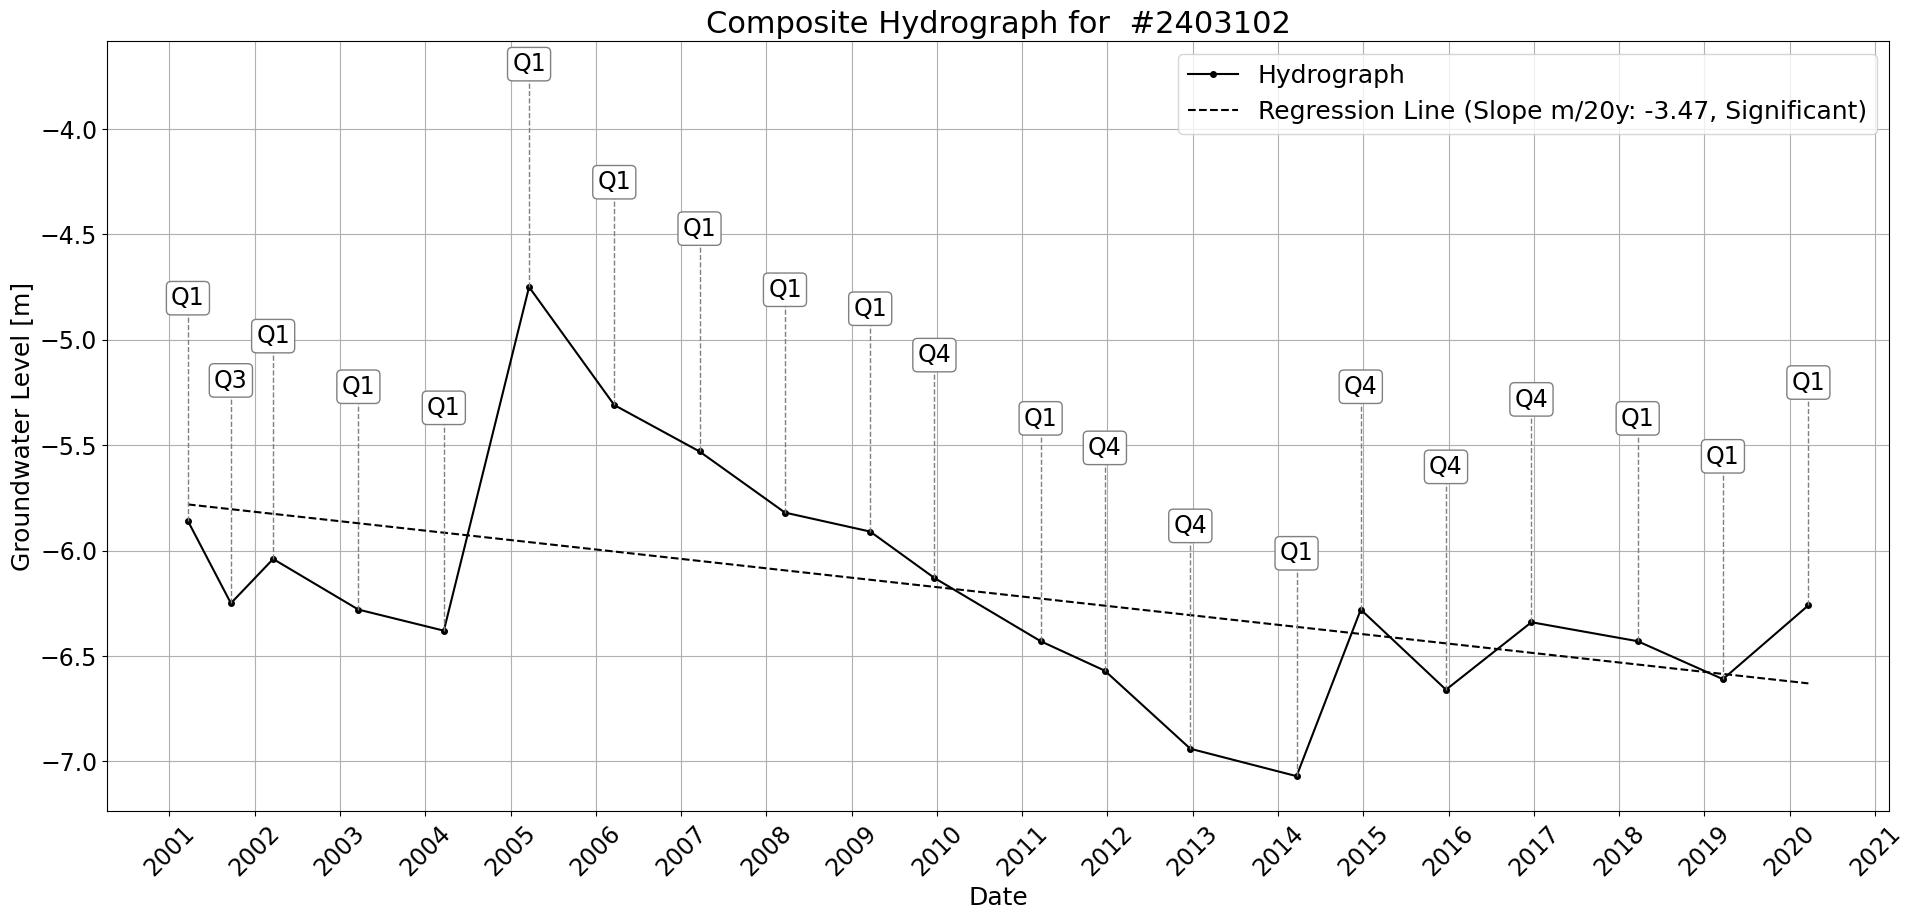 Composite Hydrograph for  #2403102
Hydrograph
Regression Line (Slope m/20y: -3.47, Significant)
Groundwater Level [m]
−4.0
−4.5
−5.0
−5.5
−6.0
−6.5
−7.0
Q1
Q3
Q1
Q1
Q1
Q1
Q1
Q1
Q1
Q1
Q4
Q1
Q4
Q4
Q1
Q4
Q4
Q4
Q1
Q1
Q1
2001
2002
2003
2004
2005
2006
2007
2008
2009
2010
2011
2012
2013
2014
2015
2016
2017
2018
2019
2020
2021
Date